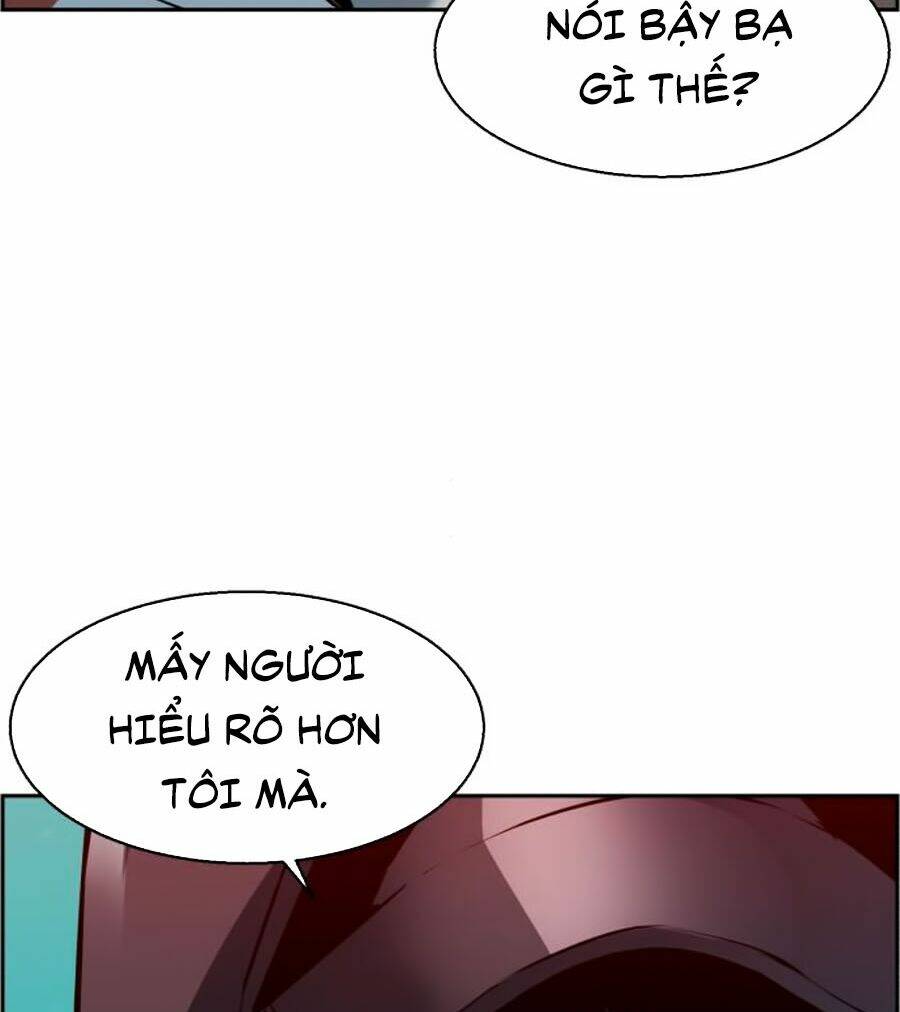 NÓI BẬY BẠ
GÌ THẾ?
MẤY NGƯỜI
HIỂU RÕ HƠN
TÔI MÀ.